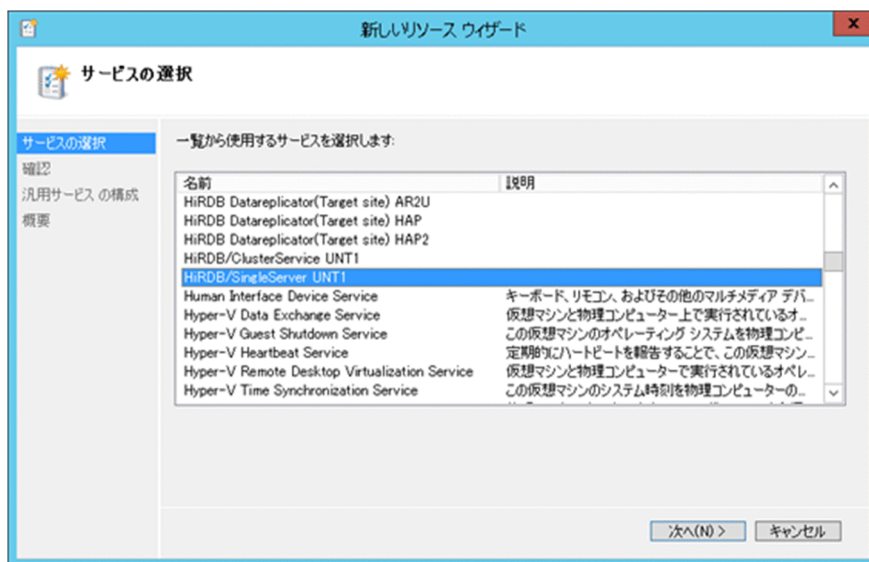 新しいリソース ウィザード
x
サービスの選択
サービスの選択
確認
汎用サービス の構成
概要
一覧から使用するサービスを選択します:
名前 説明
HiRDB Datareplicator(Target site) AR2U
HiRDB Datareplicator(Target site) HAP
HiRDB Datareplicator(Target site) HAP2
HiRDB/ClusterService UNT1
HiRDB/SingleServer UNT1
Human Interface Device Service キーボード、リモコン、およびその他のマルチメディア デバ...
Hyper-V Data Exchange Service 仮想マシンと物理コンピューター上で実行されているオ...
Hyper-V Guest Shutdown Service この仮想マシンのオペレーティング システムを物理コンピ...
Hyper-V Heartbeat Service 定期的にハートビートを報告することで、この仮想マシン...
Hyper-V Remote Desktop Virtualization Service 仮想マシンと物理コンピューターで実行されているオペレ...
Hyper-V Time Synchronization Service この仮想マシンのシステム時刻を物理コンピューターの...
次へ(N) > キャンセル